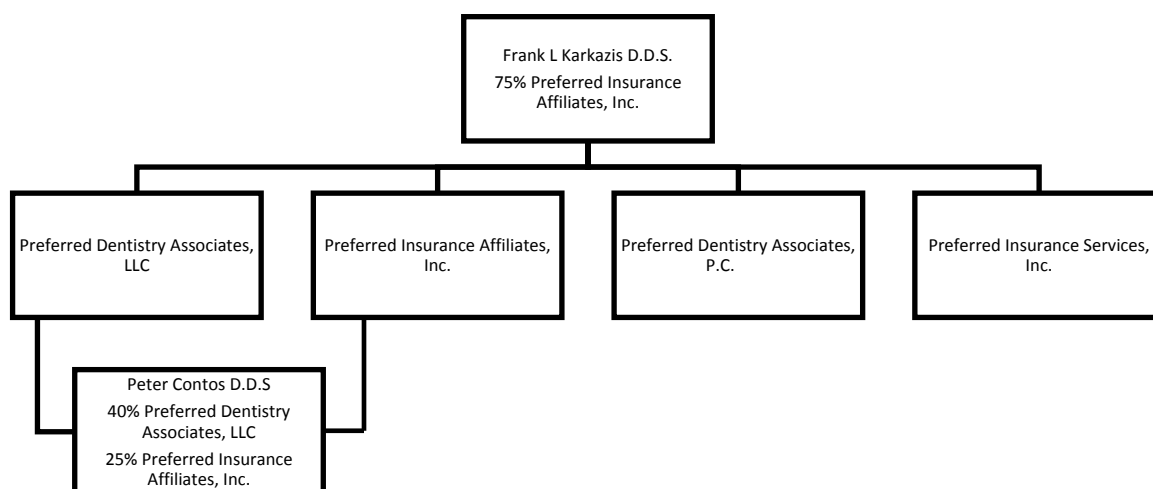 Frank L Karkazis D.D.S.
75% Preferred Insurance
Affiliates, Inc.
Preferred Dentistry Associates,
LLC
Preferred Insurance Affiliates,
Inc.
Preferred Dentistry Associates,
P.C.
Preferred Insurance Services,
Inc.
Peter Contos D.D.S
40% Preferred Dentistry
Associates, LLC
25% Preferred Insurance
Affiliates, Inc.